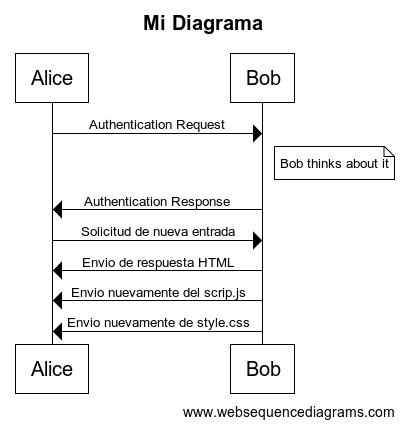 Mi Diagrama
Alice
Bob
Authentication Request
Bob thinks about it
Authentication Response
Solicitud de nueva entrada
Envio de respuesta HTML
Envio nuevamente del scrip.js
Envio nuevamente de style.css
Alice
Bob
www.websequencediagrams.com